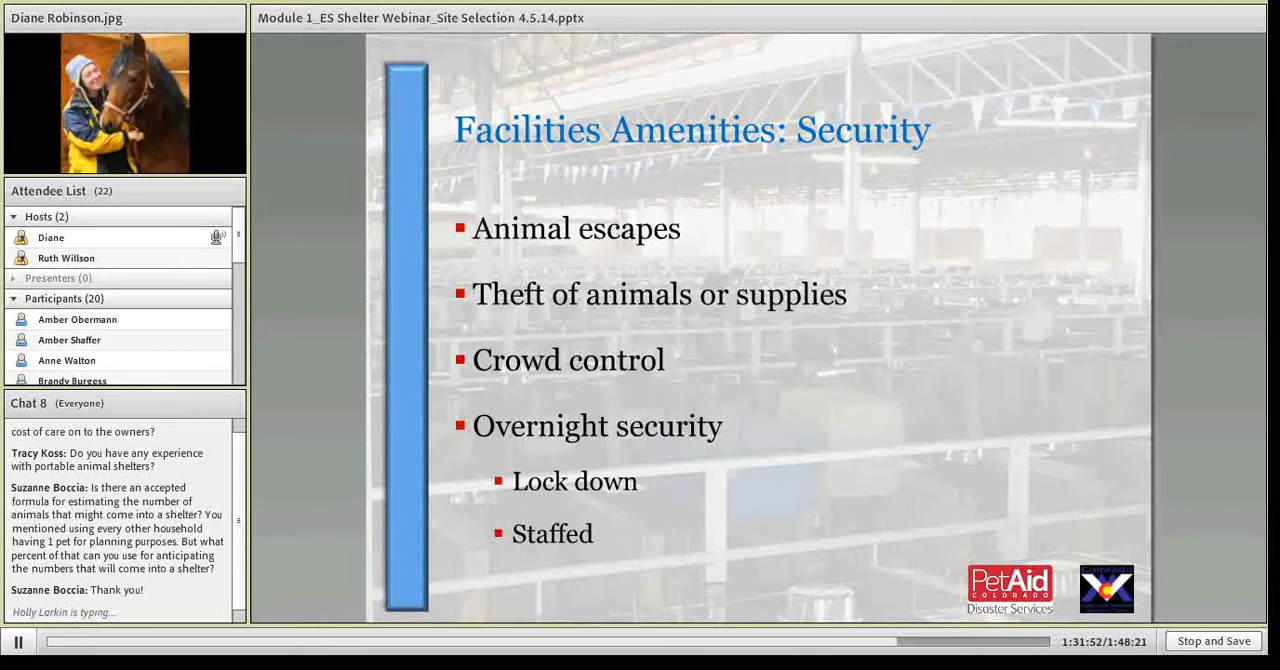 Diane Robinson.jpg
Module 1_ES Shelter Webinar_Site Selection 4.5.14.pptx
Attendee List (22)
Hosts (2)
Diane
Ruth Willson
Presenters (0)
Participants (20)
Amber Obermann
Amber Shaffer
Anne Walton
Brandy Burgess
Chat 8 (Everyone)
cost of care on to the owners?
Tracy Koss: Do you have any experience
with portable animal shelters?
Suzanne Boccia: Is there an accepted
formula for estimating the number of
animals that might come into a shelter? You
mentioned using every other household
having 1 pet for planning purposes. But what
percent of that can you use for anticipating
the numbers that will come into a shelter?
Suzanne Boccia: Thank you!
Holly Larkin is typing...
Facilities Amenities: Security
Animal escapes
Theft of animals or supplies
Crowd control
Overnight security
Lock down
Staffed
PetAid
COLORADO
Disaster Services
Colorado
1:31:52/1:48:21
Stop and Save